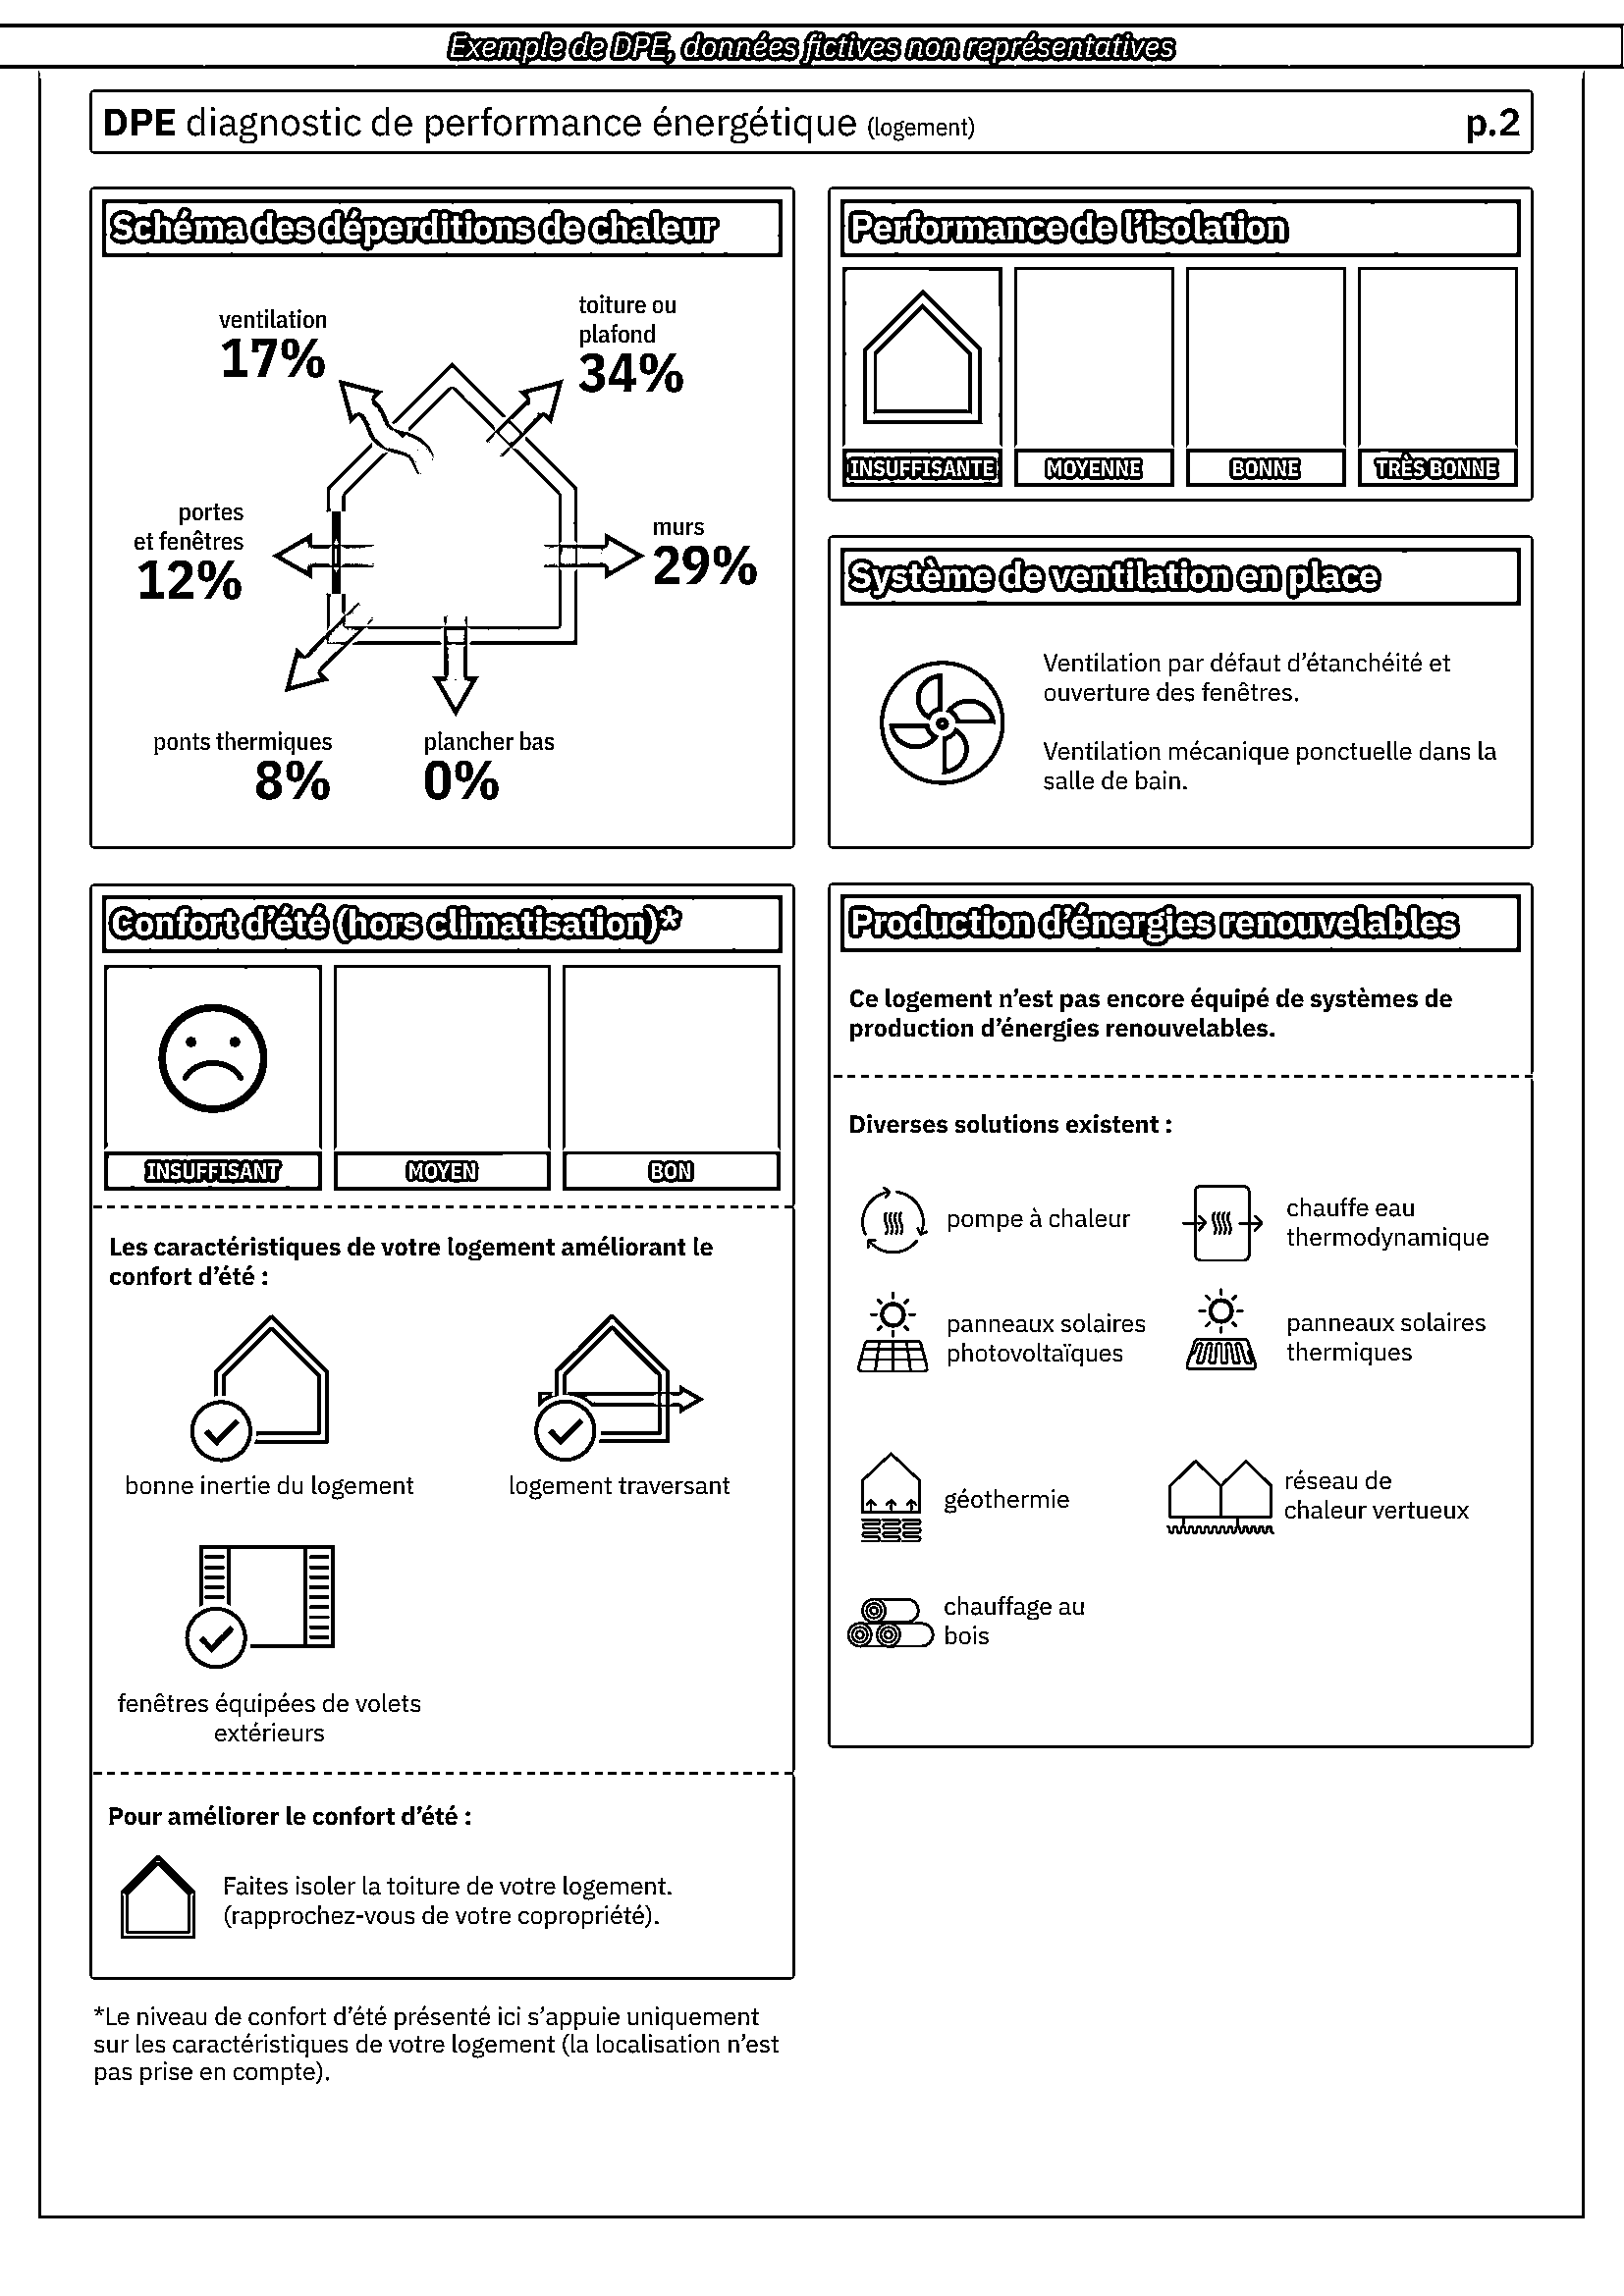 Exemple de DPE, données fictives non représentatives
DPE diagnostic de performance énergétique (logement)
p.2
Schéma des déperditions de chaleur
ventilation
17%
toiture ou
plafond
34%
portes
et fenêtres
12%
murs
29%
ponts thermiques
8%
plancher bas
0%
Performance de l’isolation
INSUFFISANTE
MOYENNE
BONNE
TRÈS BONNE
Système de ventilation en place
Ventilation par défaut d’étanchéité et
ouverture des fenêtres.
Ventilation mécanique ponctuelle dans la
salle de bain.
Confort d’été (hors climatisation)*
INSUFFISANT
MOYEN
BON
Les caractéristiques de votre logement améliorant le
confort d’été :
bonne inertie du logement
logement traversant
fenêtres équipées de volets
extérieurs
Pour améliorer le confort d’été :
Faites isoler la toiture de votre logement.
(rapprochez-vous de votre copropriété).
*Le niveau de confort d’été présenté ici s’appuie uniquement
sur les caractéristiques de votre logement (la localisation n’est
pas prise en compte).
Production d’énergies renouvelables
Ce logement n’est pas encore équipé de systèmes de
production d’énergies renouvelables.
Diverses solutions existent :
pompe à chaleur
chauffe eau
thermodynamique
panneaux solaires
photovoltaïques
panneaux solaires
thermiques
géothermie
réseau de
chaleur vertueux
chauffage au
bois